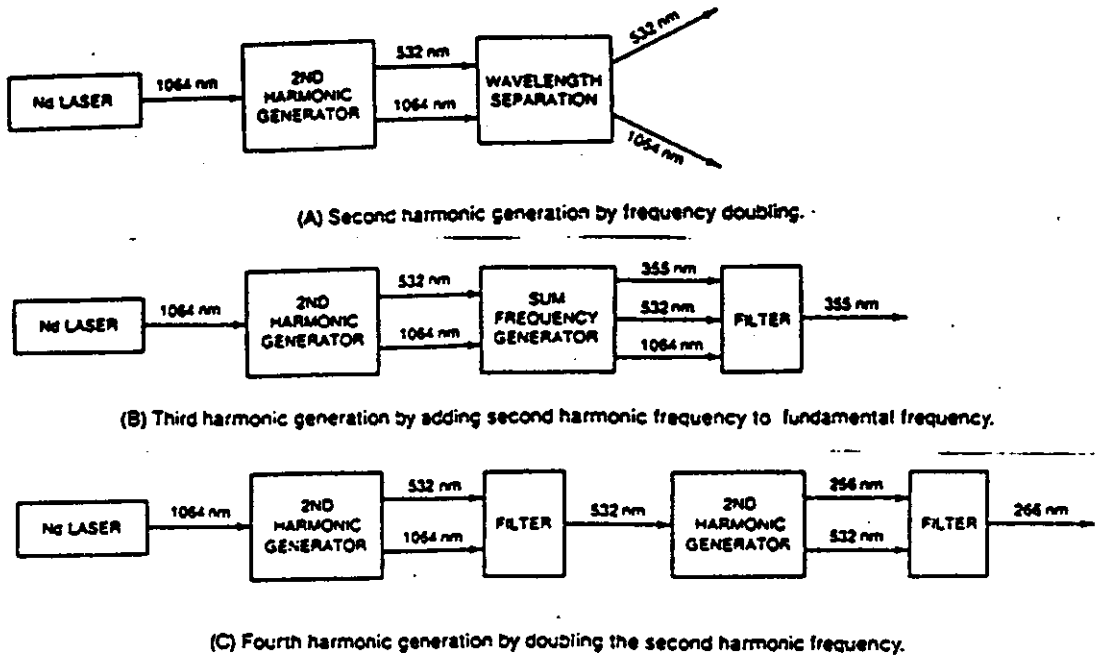 532 nm
1064 nm
532 nm
Nd LASER
2ND
HARMONIC
GENERATOR
1064 nm
WAVELENGTH
SEPARATION
1064 nm
(A) Second harmonic generation by frequency doubling.
Nd LASER
1064 nm
2ND
HARMONIC
GENERATOR
532 nm
1064 nm
SUM
FREQUENCY
GENERATOR
355 nm
532 nm
1064 nm
FILTER
355 nm
(B) Third harmonic generation by adding second harmonic frequency to fundamental frequency.
Nd LASER
1064 nm
2ND
HARMONIC
GENERATOR
532 nm
1064 nm
FILTER
532 nm
2ND
HARMONIC
GENERATOR
266 nm
532 nm
FILTER
266 nm
(C) Fourth harmonic generation by doubling the second harmonic frequency.